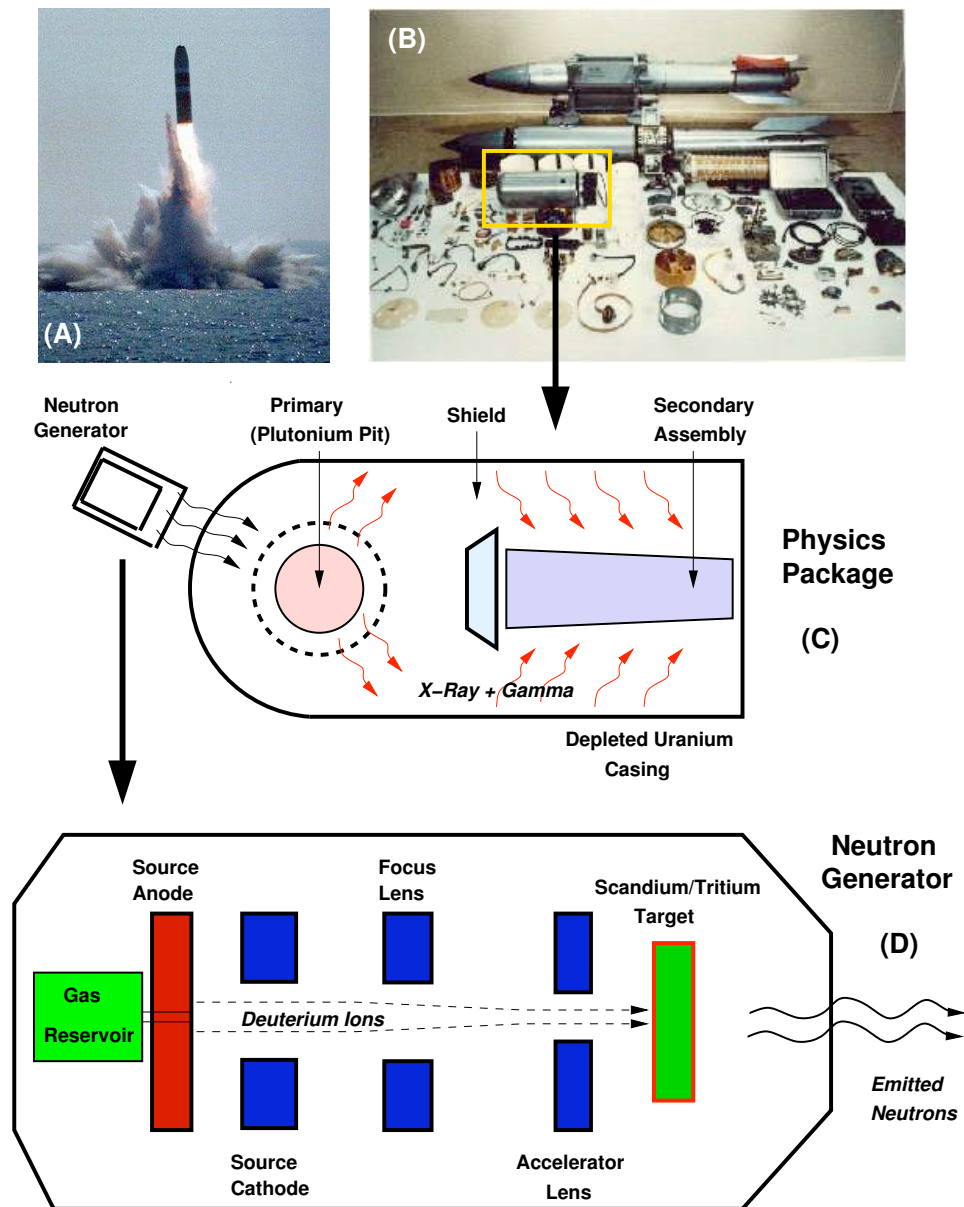 (A)
(B)
Neutron
Generator
Primary
(Plutonium Pit)
Shield
Secondary
Assembly
Physics
Package
(C)
X−Ray + Gamma
Depleted Uranium
Casing
Neutron
Generator
(D)
Source
Anode
Focus
Lens
Scandium/Tritium
Target
Gas
Reservoir
Deuterium Ions
Emitted
Neutrons
Source
Cathode
Accelerator
Lens